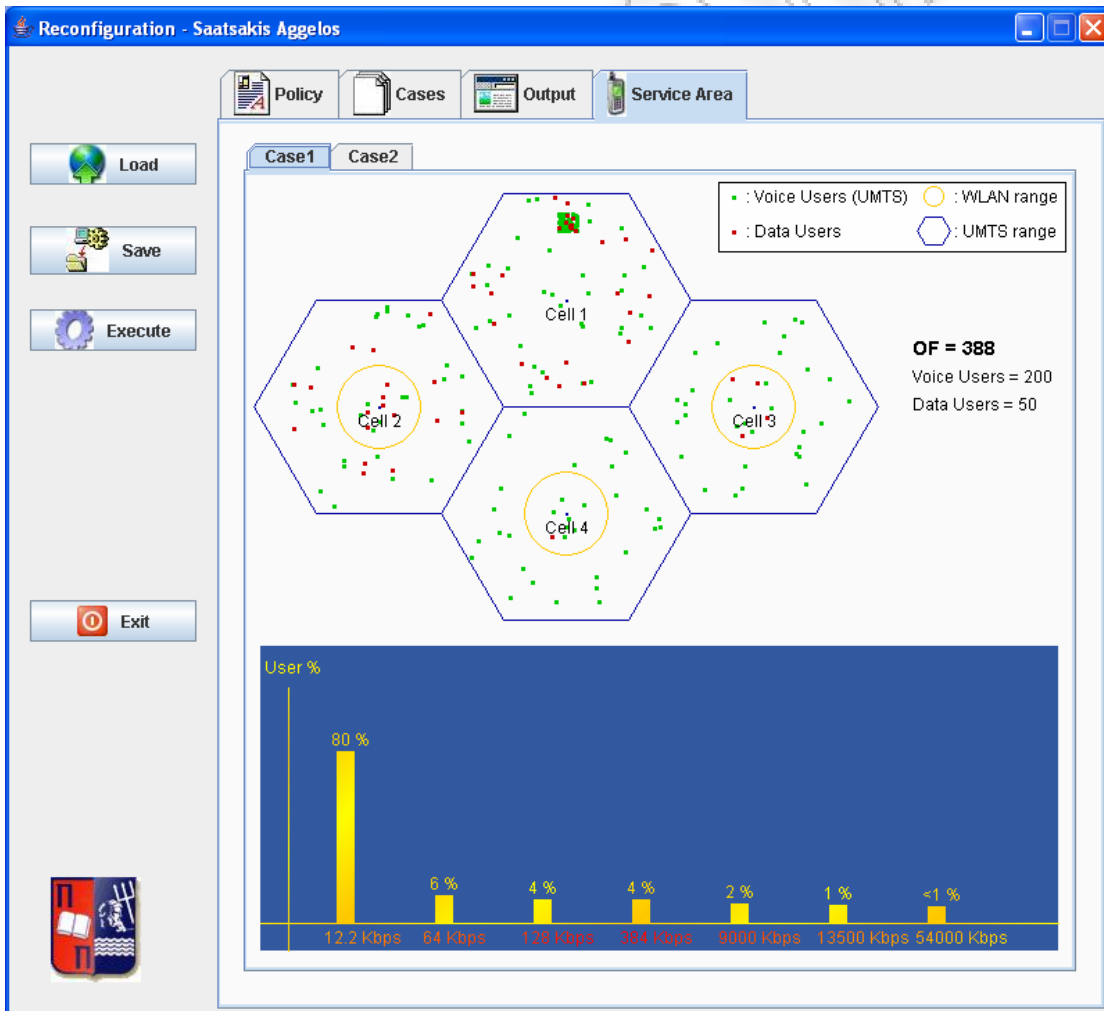 Reconfiguration - Saatsakis Aggelos
Policy
Cases
Output
Service Area
Load
Save
Execute
Exit
Case1
Case2
: Voice Users (UMTS)
: WLAN range
: Data Users
: UMTS range
Cell 1
Cell 2
Cell 3
Cell 4
OF = 388
Voice Users = 200
Data Users = 50
User %
80 %
6 %
4 %
4 %
2 %
1 %
<1 %
12.2 Kbps
64 Kbps
128 Kbps
384 Kbps
9000 Kbps
13500 Kbps
54000 Kbps
Π
Π